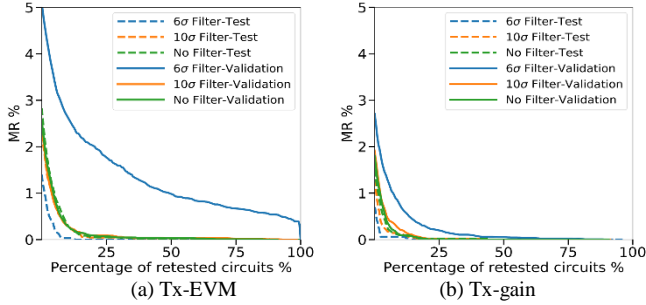 5
4
3
2
1
0
MR %
6σ Filter-Test
10σ Filter-Test
No Filter-Test
6σ Filter-Validation
10σ Filter-Validation
No Filter-Validation
25 50 75 100
Percentage of retested circuits %
(a) Tx-EVM
5
4
3
2
1
0
MR %
6σ Filter-Test
10σ Filter-Test
No Filter-Test
6σ Filter-Validation
10σ Filter-Validation
No Filter-Validation
25 50 75 100
Percentage of retested circuits %
(b) Tx-gain